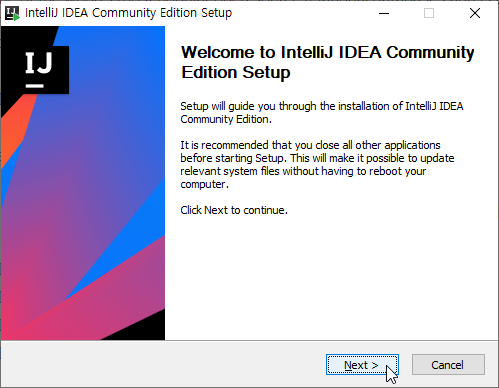 IntelliJ IDEA Community Edition Setup
IJ
Welcome to IntelliJ IDEA Community
Edition Setup
Setup will guide you through the installation of IntelliJ IDEA
Community Edition.
It is recommended that you close all other applications
before starting Setup. This will make it possible to update
relevant system files without having to reboot your
computer.
Click Next to continue.
Next >
Cancel